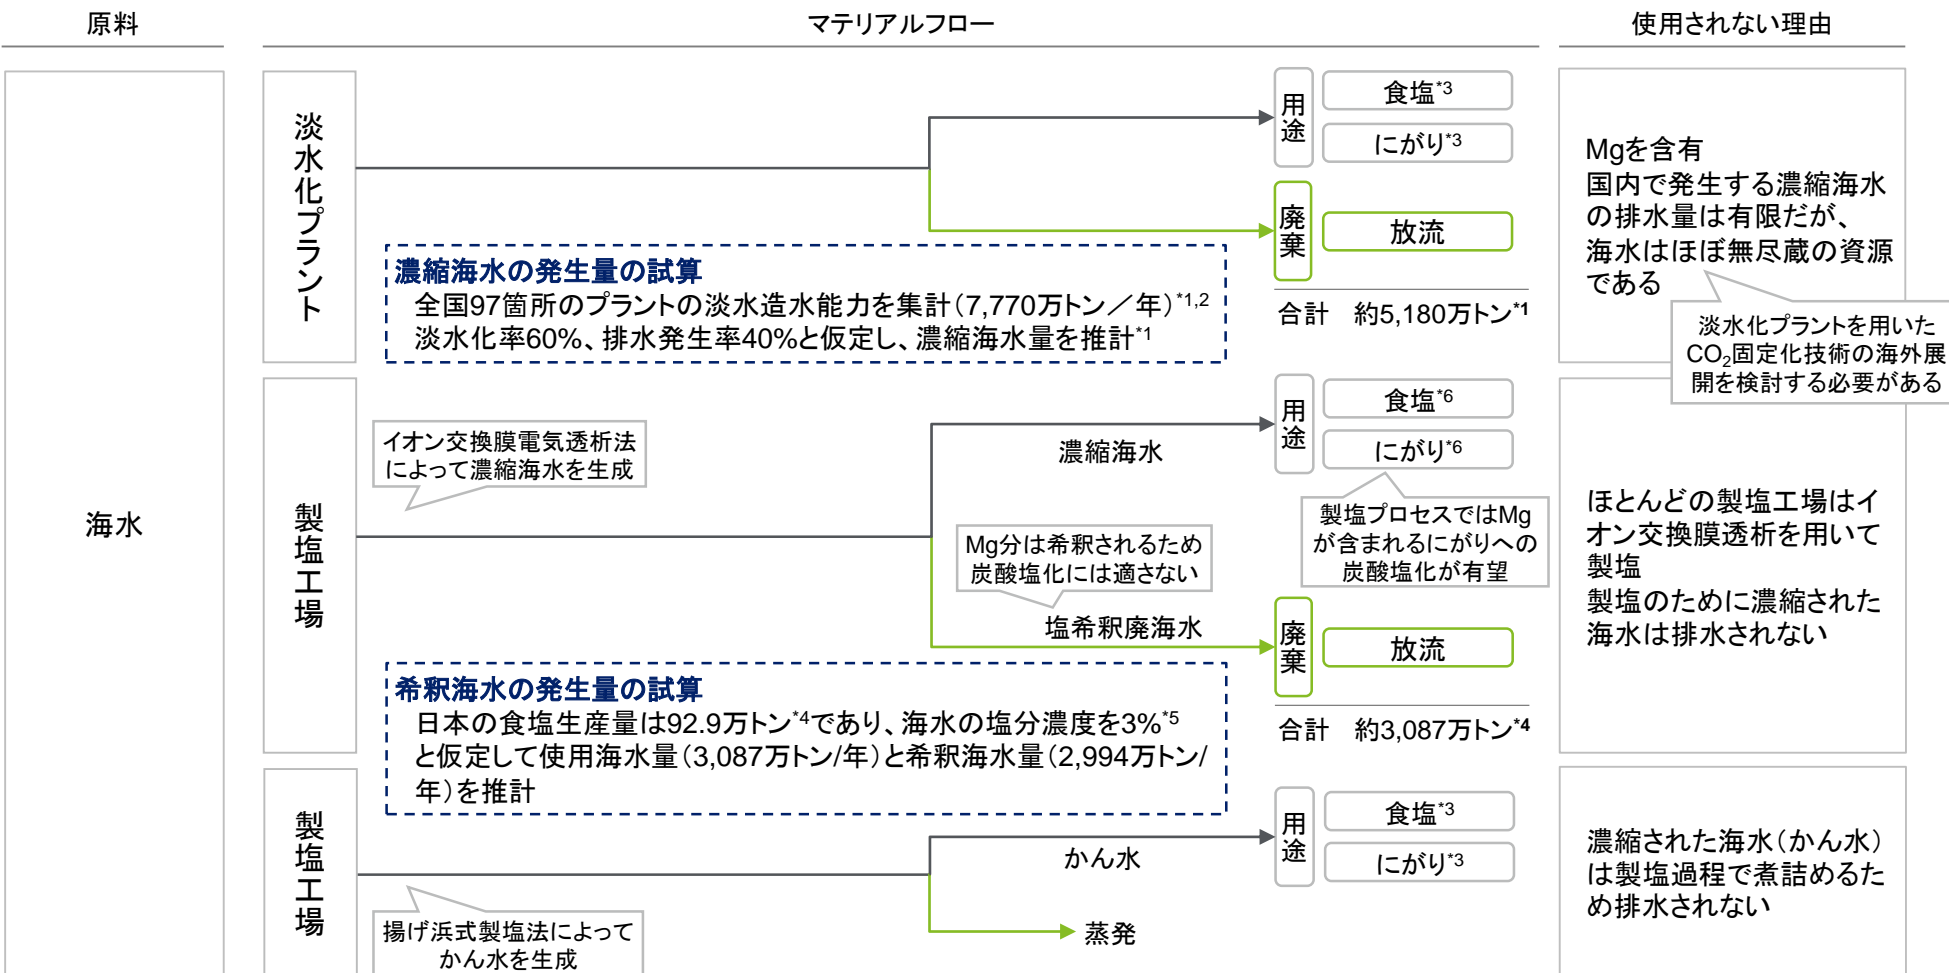 原料
マテリアルフロー
使用されない理由
海水
淡水化プラント
用途
食塩*3
にがり*3
廃棄
放流
合計 約5,180万トン*1
濃縮海水の発生量の試算
全国97箇所のプラントの淡水造水能力を集計(7,770万トン／年)*1,2
淡水化率60%、排水発生率40%と仮定し、濃縮海水量を推計*1
Mgを含有
国内で発生する濃縮海水
の排水量は有限だが、
海水はほぼ無尽蔵の資源
である
淡水化プラントを用いた
CO2固定化技術の海外展
開を検討する必要がある
製塩工場
イオン交換膜電気透析法
によって濃縮海水を生成
濃縮海水
用途
食塩*6
にがり*6
製塩プロセスではMg
が含まれるにがりへの
炭酸塩化が有望
Mg分は希釈されるため
炭酸塩化には適さない
塩希釈廃海水
廃棄
放流
合計 約3,087万トン*4
希釈海水の発生量の試算
日本の食塩生産量は92.9万トン*4であり、海水の塩分濃度を3%*5
と仮定して使用海水量(3,087万トン/年)と希釈海水量(2,994万トン/
年)を推計
ほとんどの製塩工場はイ
オン交換膜透析を用いて
製塩
製塩のために濃縮された
海水は排水されない
製塩工場
揚げ浜式製塩法によって
かん水を生成
かん水
用途
食塩*3
にがり*3
蒸発
濃縮された海水(かん水)
は製塩過程で煮詰めるた
め排水されない